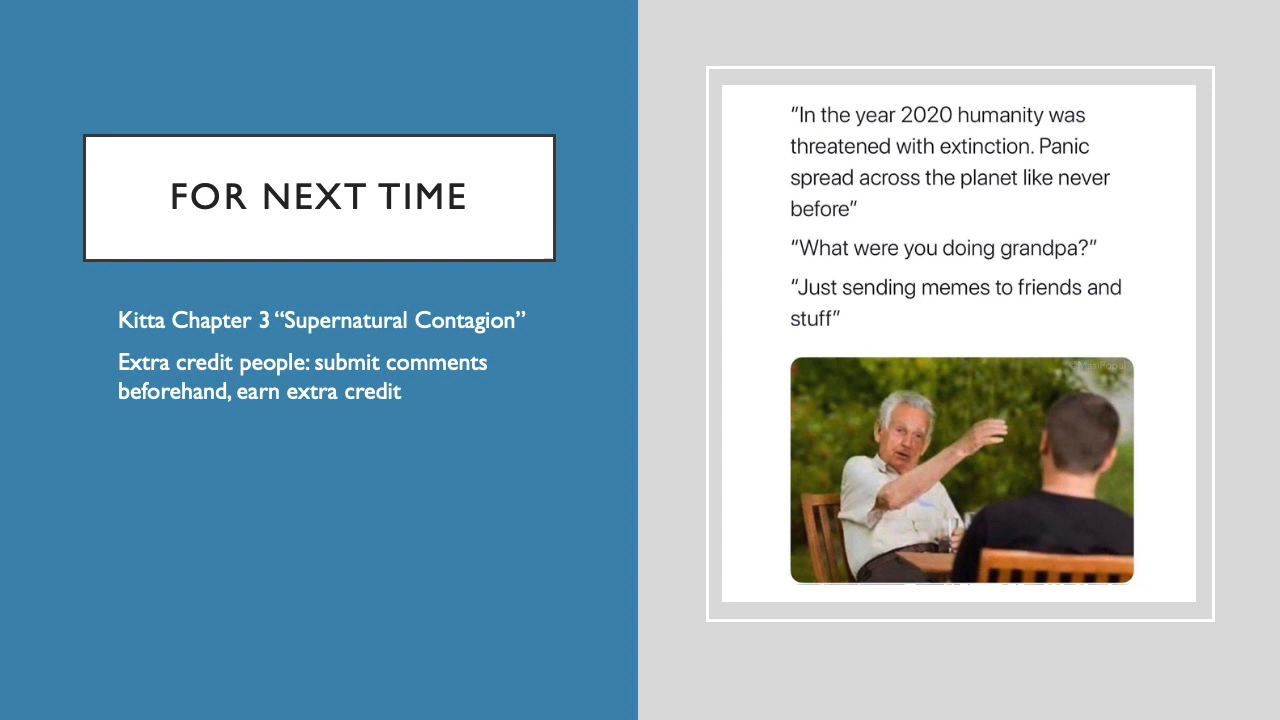 FOR NEXT TIME
Kitta Chapter 3 “Supernatural Contagion”
Extra credit people: submit comments
beforehand, earn extra credit
“In the year 2020 humanity was
threatened with extinction. Panic
spread across the planet like never
before”
“What were you doing grandpa?”
“Just sending memes to friends and
stuff”